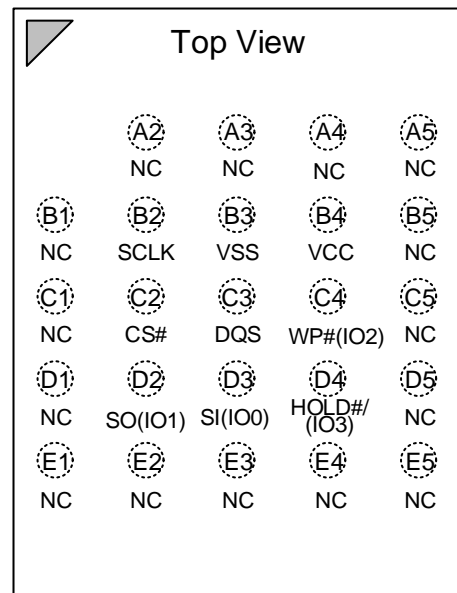 Top View
A2 A3 A4 A5
NC NC NC NC
B1 B2 B3 B4 B5
NC SCLK VSS VCC NC
C1 C2 C3 C4 C5
NC CS# DQS WP#(IO2) NC
D1 D2 D3 D4 D5
NC SO(IO1) SI(IO0) HOLD#/ NC
(IO3)
E1 E2 E3 E4 E5
NC NC NC NC NC